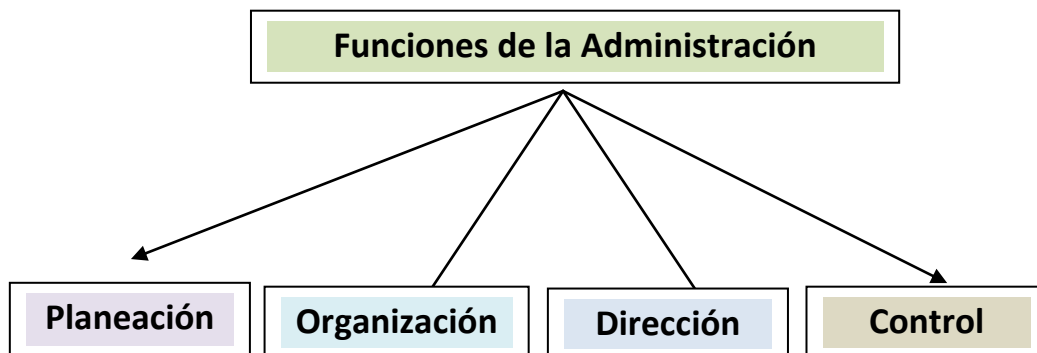 Funciones de la Administración
Planeación
Organización
Dirección
Control